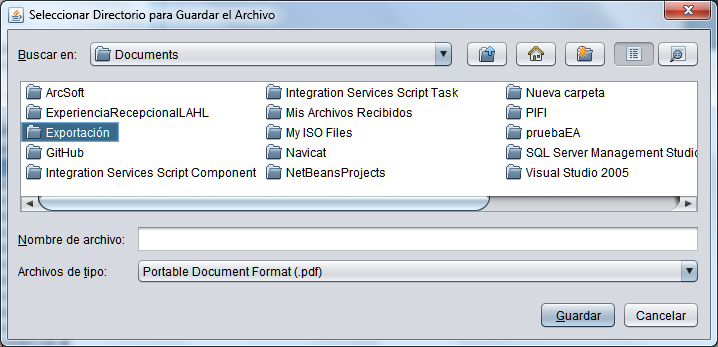 Seleccionar Directorio para Guardar el Archivo
Buscar en: Documents
ArcSoft Integration Services Script Task Nueva carpeta
ExperienciaRecepcionalLAHL Mis Archivos Recibidos PIFI
Exportación My ISO Files pruebaEA
GitHub Navicat SQL Server Management Studio
Integration Services Script Component NetBeansProjects Visual Studio 2005
Nombre de archivo:
Archivos de tipo: Portable Document Format (.pdf)
Guardar Cancelar